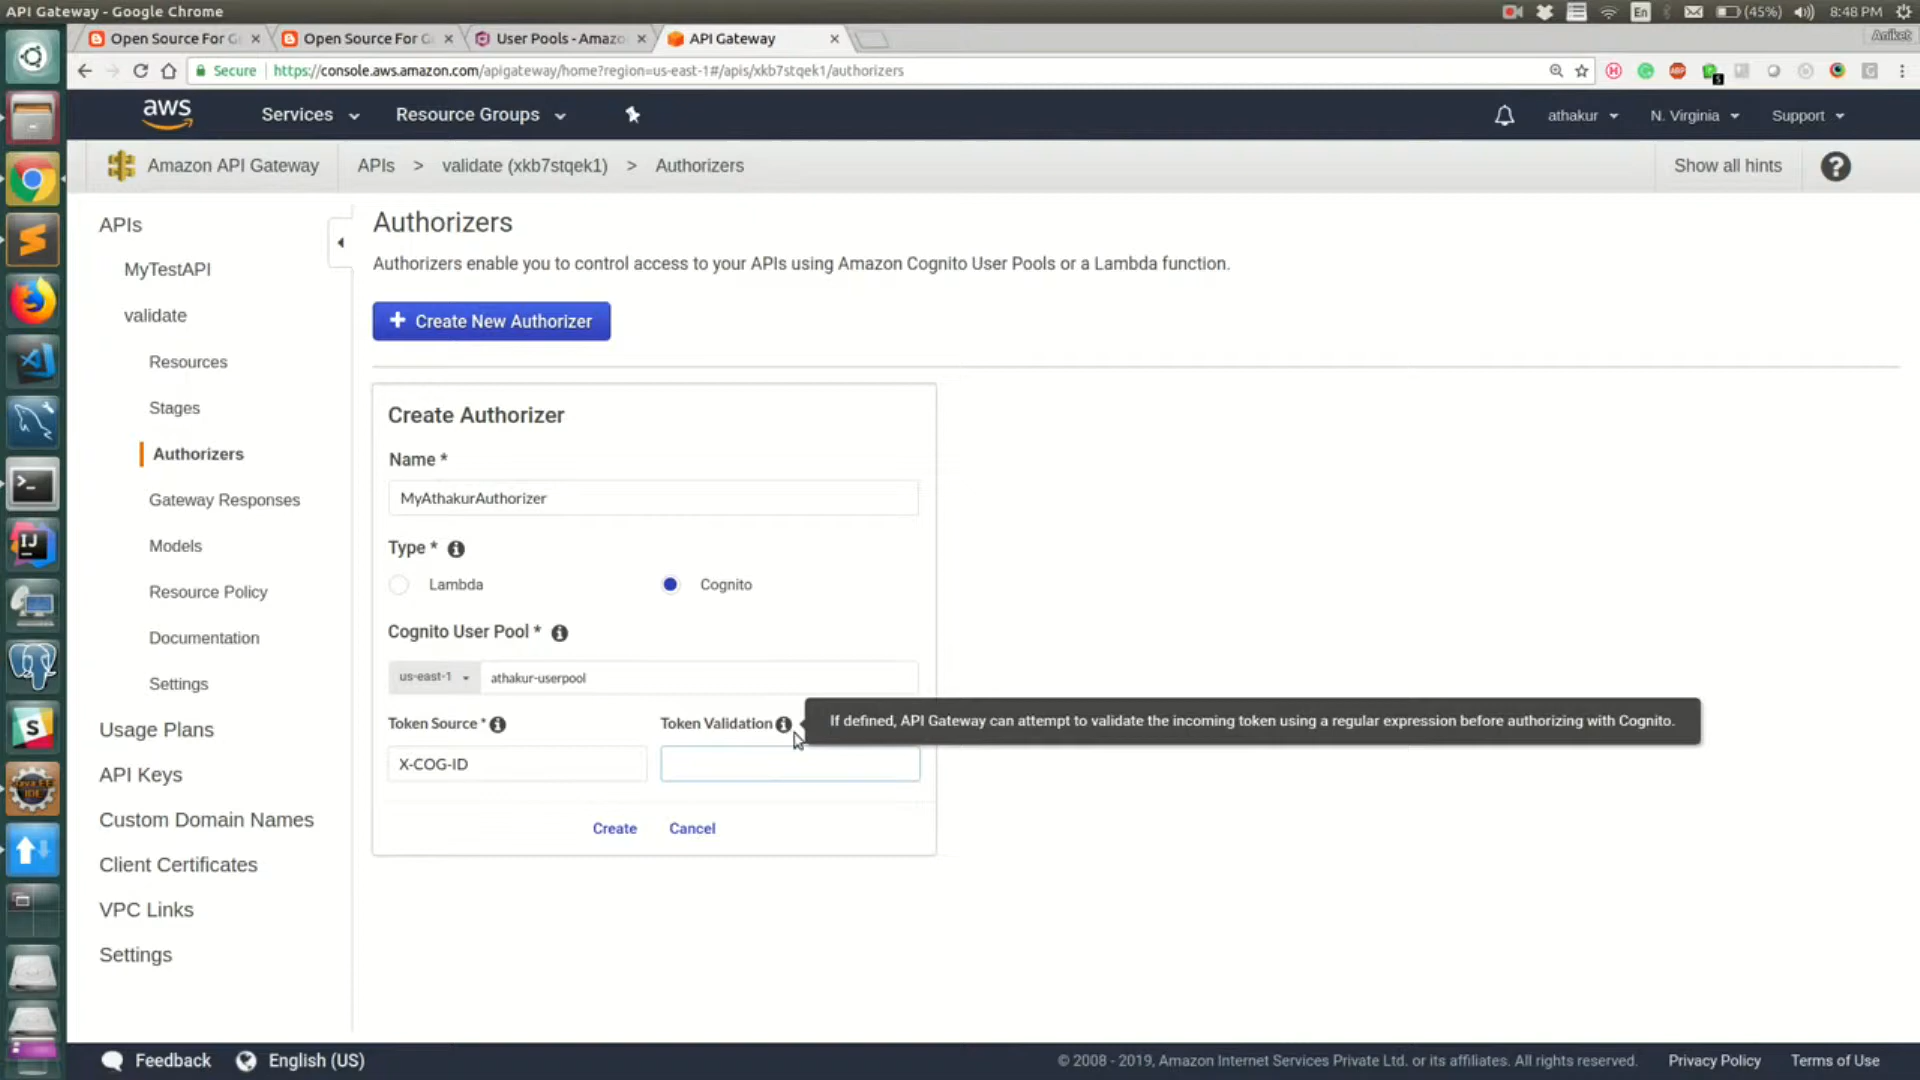 API Gateway - Google Chrome
En
(45%)
8:48 PM
Open Source For G
Open Source For G
User Pools - Amazo
API Gateway
Aniket
Secure
https://console.aws.amazon.com/apigateway/home?region=us-east-1#/apis/xkb7stqek1/authorizers
aws
Services
Resource Groups
athakur
N. Virginia
Support
Amazon API Gateway
APIs > validate (xkb7stqek1) > Authorizers
Show all hints
?
APIs
MyTestAPI
validate
Resources
Stages
Authorizers
Gateway Responses
Models
Resource Policy
Documentation
Settings
Usage Plans
API Keys
Custom Domain Names
Client Certificates
VPC Links
Settings
Authorizers
Authorizers enable you to control access to your APIs using Amazon Cognito User Pools or a Lambda function.
+ Create New Authorizer
Create Authorizer
Name *
MyAthakurAuthorizer
Type *
Lambda
Cognito
Cognito User Pool *
us-east-1
athakur-userpool
Token Source *
Token Validation
If defined, API Gateway can attempt to validate the incoming token using a regular expression before authorizing with Cognito.
X-COG-ID
Create
Cancel
Feedback
English (US)
© 2008 - 2019, Amazon Internet Services Private Ltd. or its affiliates. All rights reserved.
Privacy Policy
Terms of Use